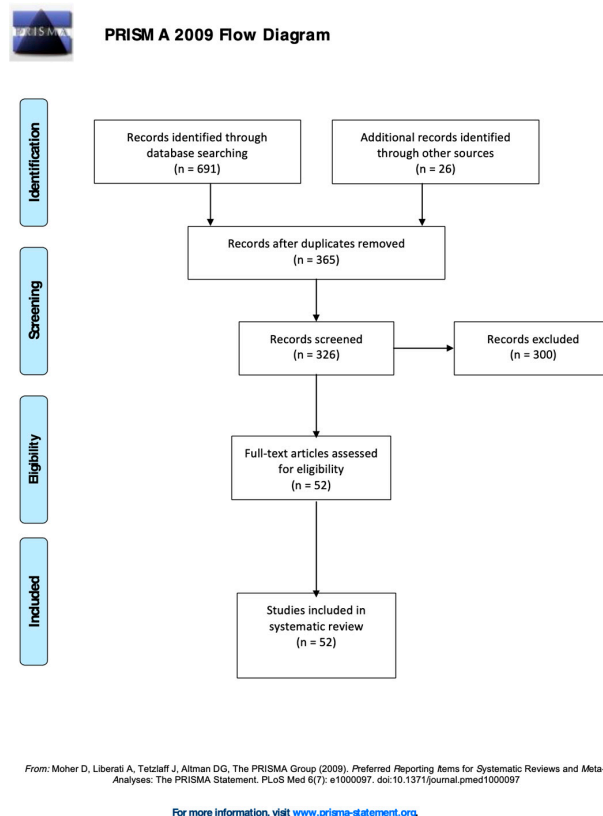 PRISMA
PRISM A 2009 Flow Diagram
Identification
Records identified through
database searching
(n = 691)
Additional records identified
through other sources
(n = 26)
Records after duplicates removed
(n = 365)
Screening
Records screened
(n = 326)
Records excluded
(n = 300)
Eligibility
Full-text articles assessed
for eligibility
(n = 52)
Included
Studies included in
systematic review
(n = 52)
From: Moher D, Liberati A, Tetzlaff J, Altman DG, The PRISMA Group (2009). Preferred Reporting Items for Systematic Reviews and Meta-
Analyses: The PRISMA Statement. PLoS Med 6(7): e1000097. doi:10.1371/journal.pmed1000097
For more information, visit www.prisma-statement.org.